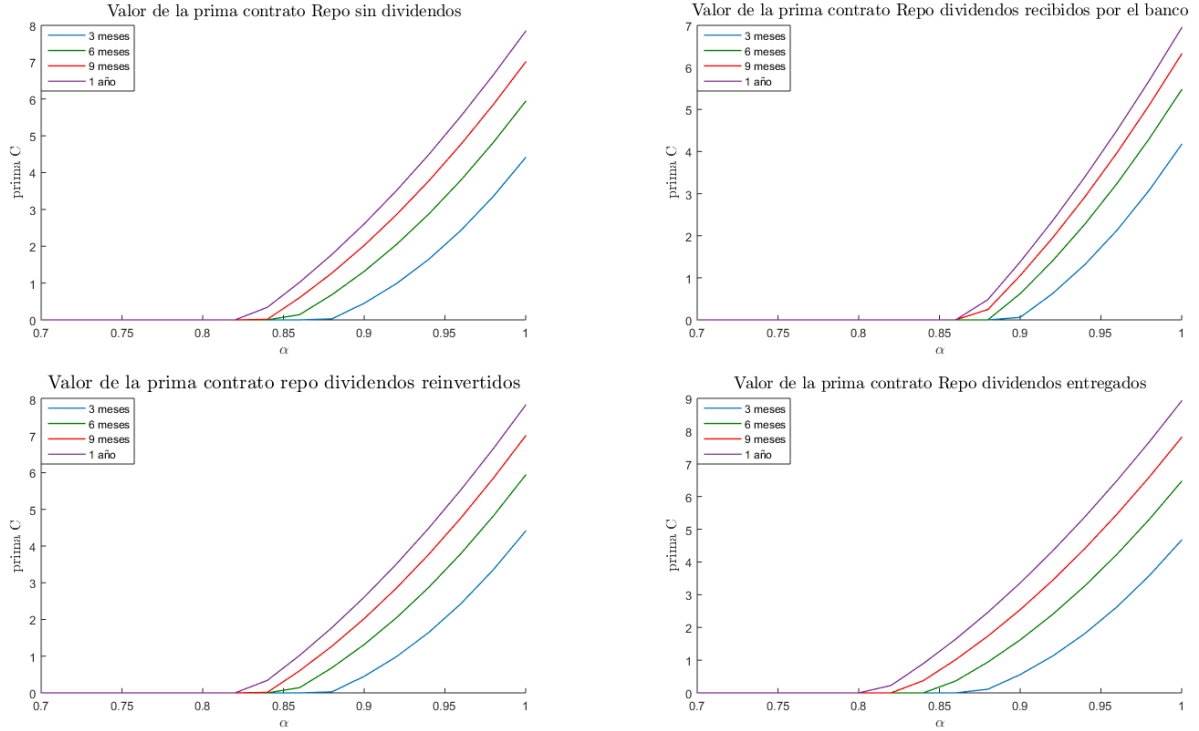 Valor de la prima contrato Repo sin dividendos
8
7
6
5
4
3
2
1
0
prima C
3 meses
6 meses
9 meses
1 año
0.7 0.75 0.8 0.85 0.9 0.95 1
α
Valor de la prima contrato Repo dividendos recibidos por el banco
7
6
5
4
3
2
1
0
prima C
3 meses
6 meses
9 meses
1 año
0.7 0.75 0.8 0.85 0.9 0.95 1
α
Valor de la prima contrato repo dividendos reinvertidos
8
7
6
5
4
3
2
1
0
prima C
3 meses
6 meses
9 meses
1 año
0.7 0.75 0.8 0.85 0.9 0.95 1
α
Valor de la prima contrato Repo dividendos entregados
9
8
7
6
5
4
3
2
1
0
prima C
3 meses
6 meses
9 meses
1 año
0.7 0.75 0.8 0.85 0.9 0.95 1
α